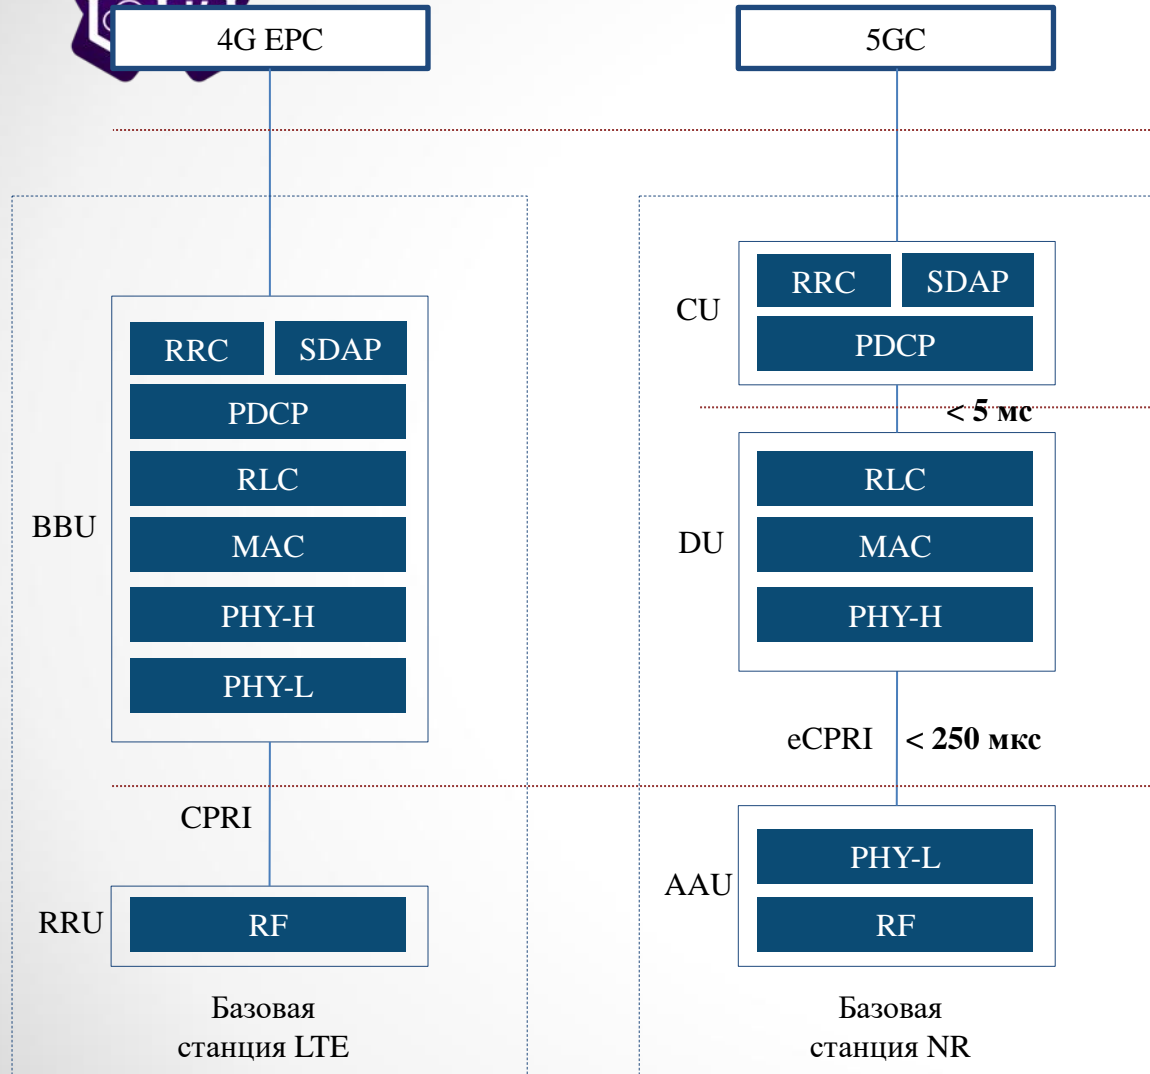 4G EPC
5GC
RRC
SDAP
PDCP
RLC
MAC
PHY-H
PHY-L
BBU
CPRI
RRU
RF
Базовая
станция LTE
CU
RRC
SDAP
PDCP
< 5 мс
DU
RLC
MAC
PHY-H
eCPRI
< 250 мкс
AAU
PHY-L
RF
Базовая
станция NR